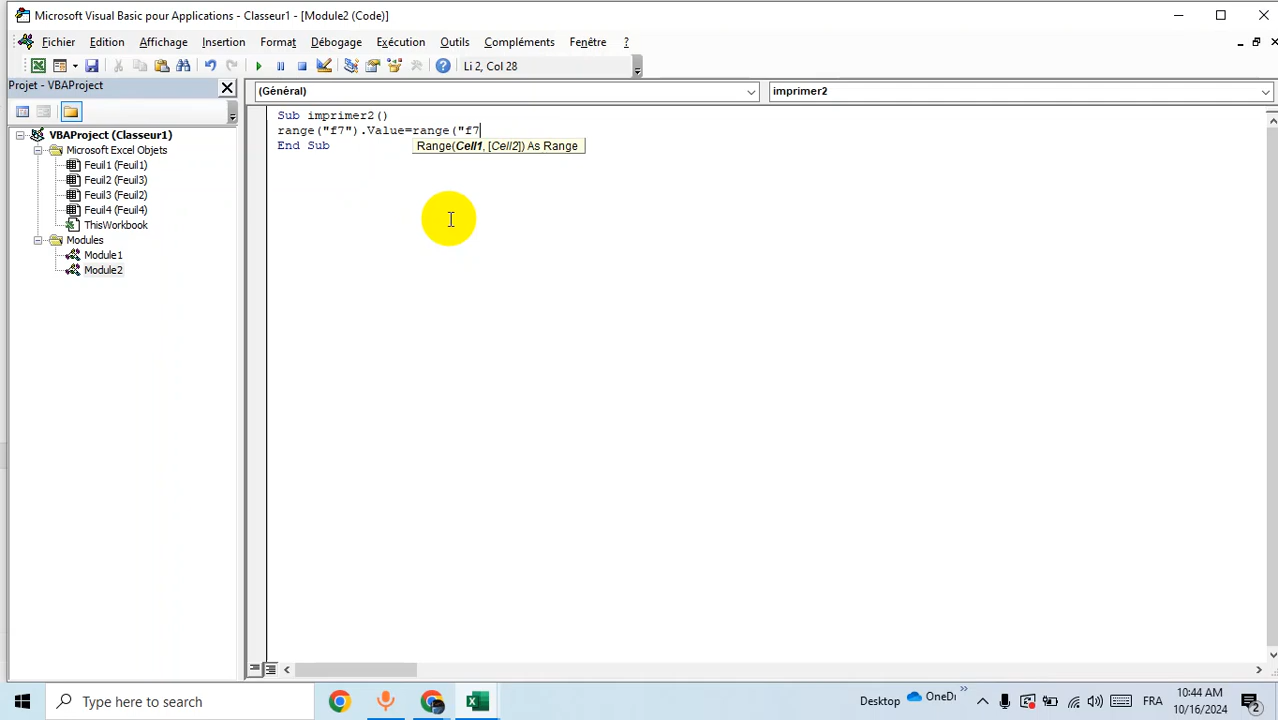 Microsoft Visual Basic pour Applications - Classeur1 - [Module2 (Code)]
Fichier Edition Affichage Insertion Format Débogage Exécution Outils Compléments Fenêtre ?
Li 2, Col 28
Projet - VBAProject
(Général) imprimer2
VBAProject (Classeur1)
Microsoft Excel Objets
Feuil1 (Feuil1)
Feuil2 (Feuil3)
Feuil3 (Feuil2)
Feuil4 (Feuil4)
ThisWorkbook
Modules
Module1
Module2
Sub imprimer2()
range("f7").Value=range("f7
End Sub
Range(Cell1, [Cell2]) As Range
Type here to search
Desktop
OneDri
FRA
10:44 AM
10/16/2024
2